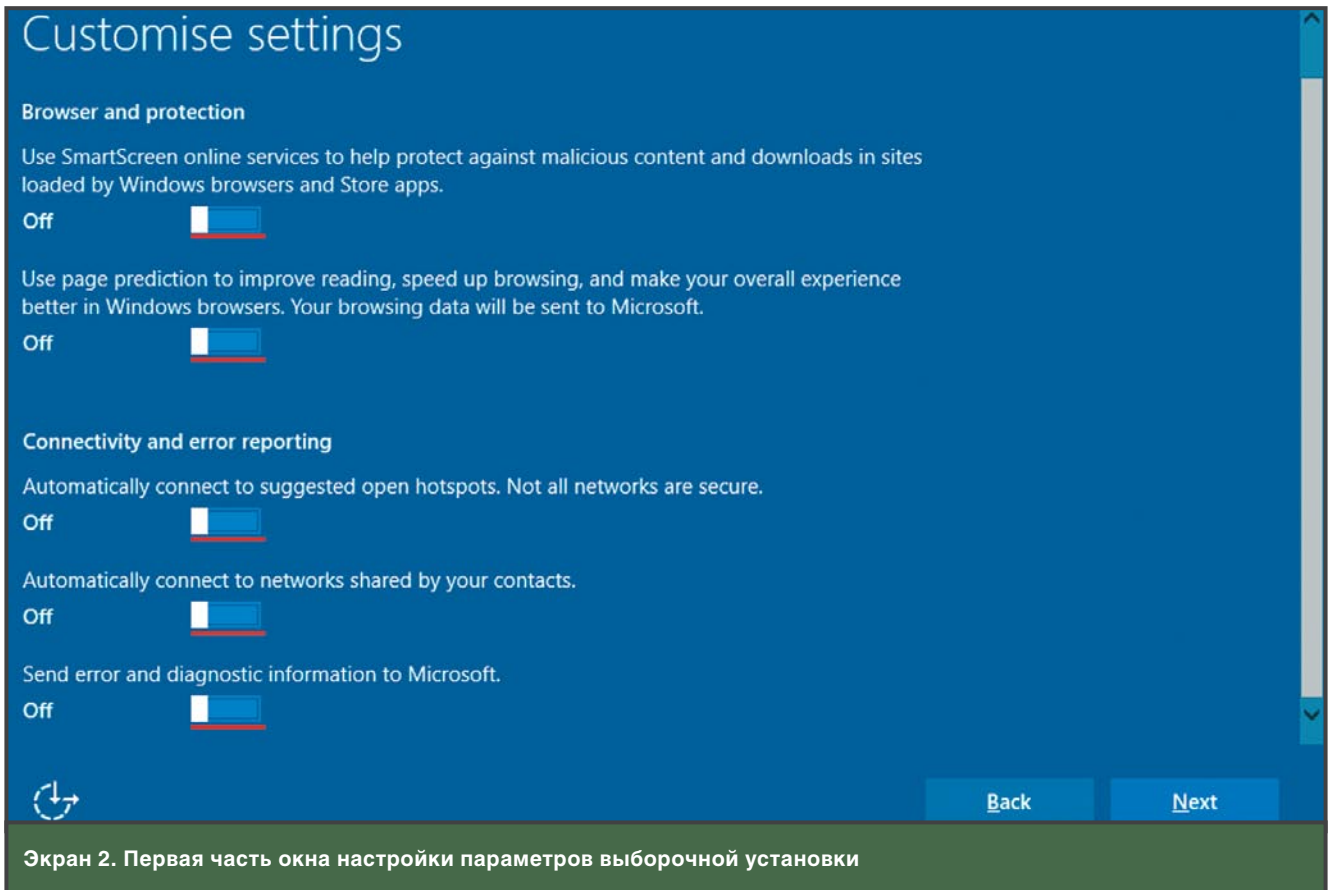 Customise settings
Browser and protection
Use SmartScreen online services to help protect against malicious content and downloads in sites
loaded by Windows browsers and Store apps.
Off
Use page prediction to improve reading, speed up browsing, and make your overall experience
better in Windows browsers. Your browsing data will be sent to Microsoft.
Off
Connectivity and error reporting
Automatically connect to suggested open hotspots. Not all networks are secure.
Off
Automatically connect to networks shared by your contacts.
Off
Send error and diagnostic information to Microsoft.
Off
Back
Next
Экран 2. Первая часть окна настройки параметров выборочной установки